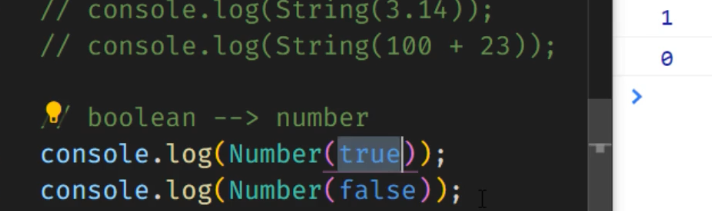 // console.log(String(3.14));
// console.log(String(100 + 23));
// boolean --> number
console.log(Number(true));
console.log(Number(false));
1
0
>